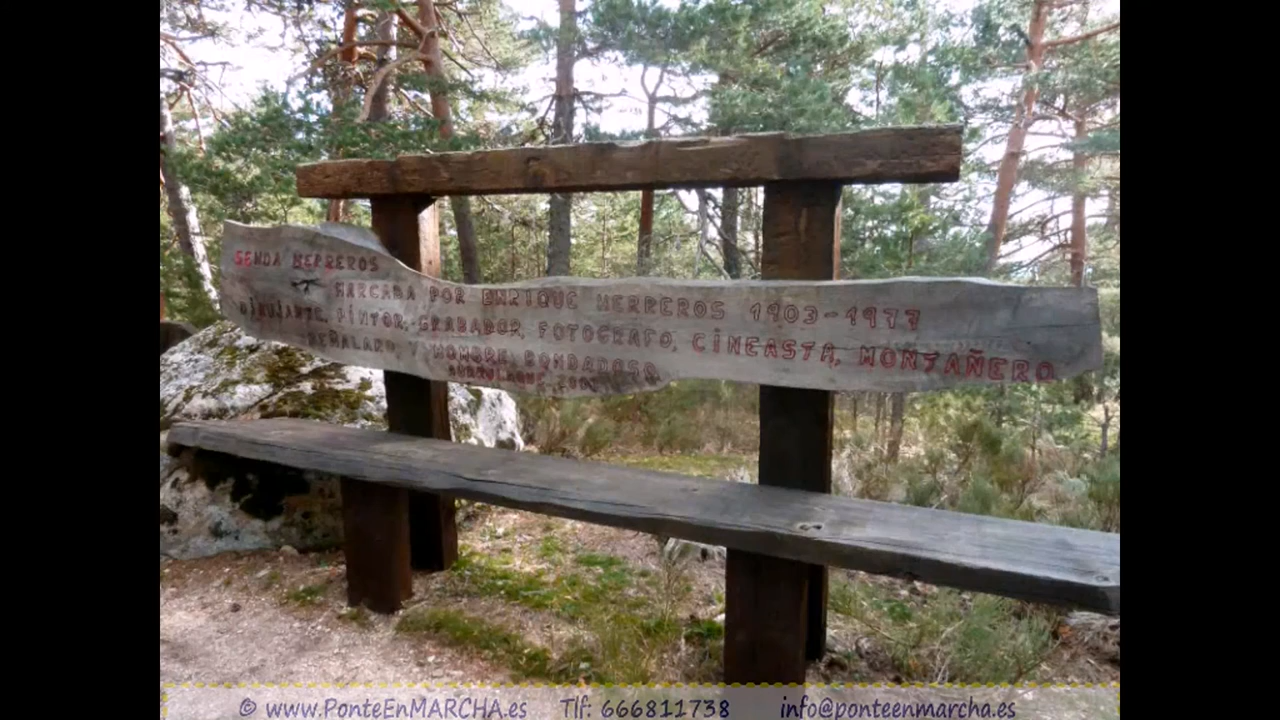 SENDA HERREROS
MARCADA POR ENRIQUE HERREROS 1903-1977
DIBUJANTE, PINTOR, GRABADOR, FOTOGRAFO, CINEASTA, MONTAÑERO
PEÑALARO, Y HOMBRE BONDADOSO
© www.PonteEnMARCHA.es Tlf: 666811738 info@ponteenmarcha.es